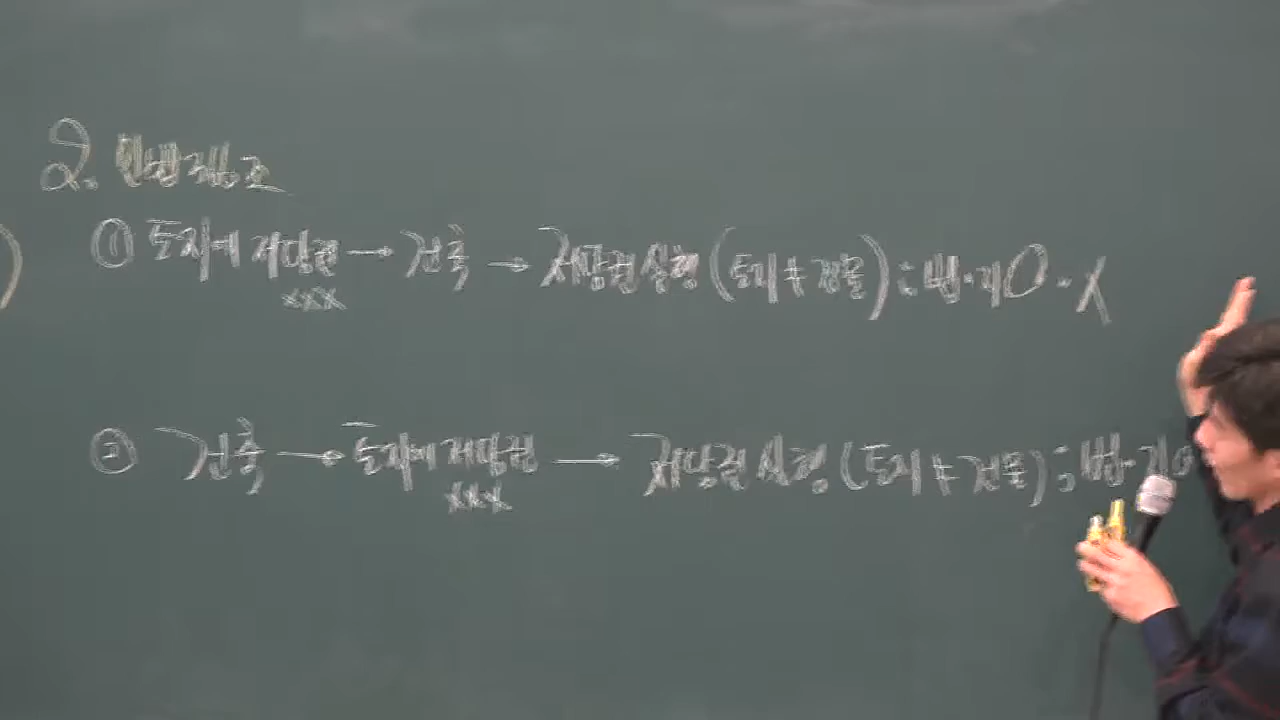 2. 민법 366조
① 토지에 저당권 → 건축 → 저당권 실행 (토지 ≠ 건물) : 법·지 O · X
xxx
② 건축 → 토지에 저당권 → 저당권 실행 (토지 ≠ 건물) : 법·지 O
xxx